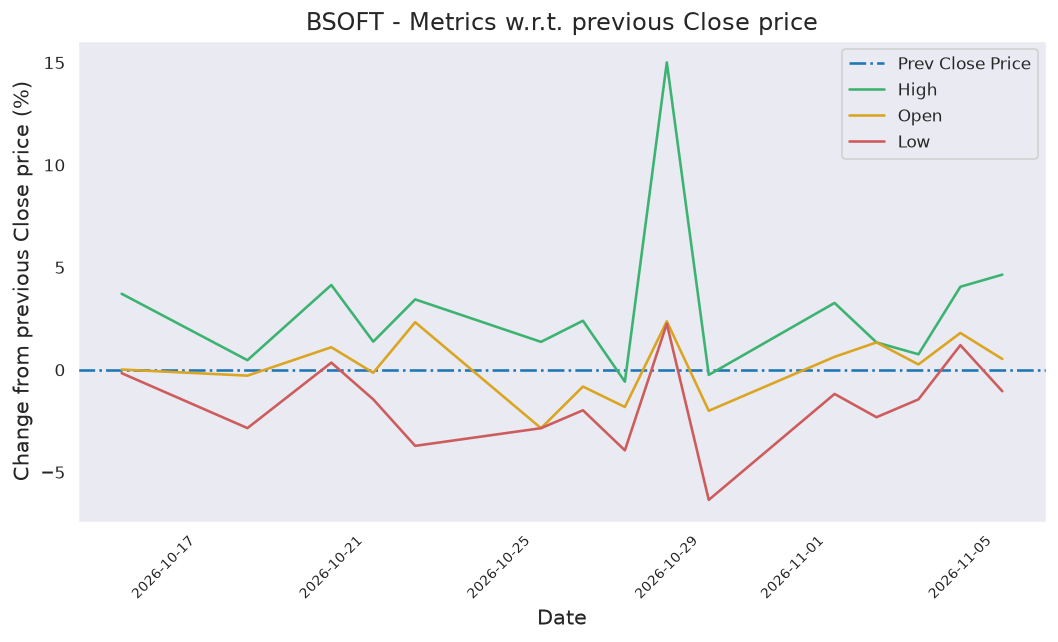 BSOFT - Metrics w.r.t. previous Close price
Change from previous Close price (%)
15
10
5
0
−5
Prev Close Price
High
Open
Low
2026-10-17
2026-10-21
2026-10-25
2026-10-29
2026-11-01
2026-11-05
Date